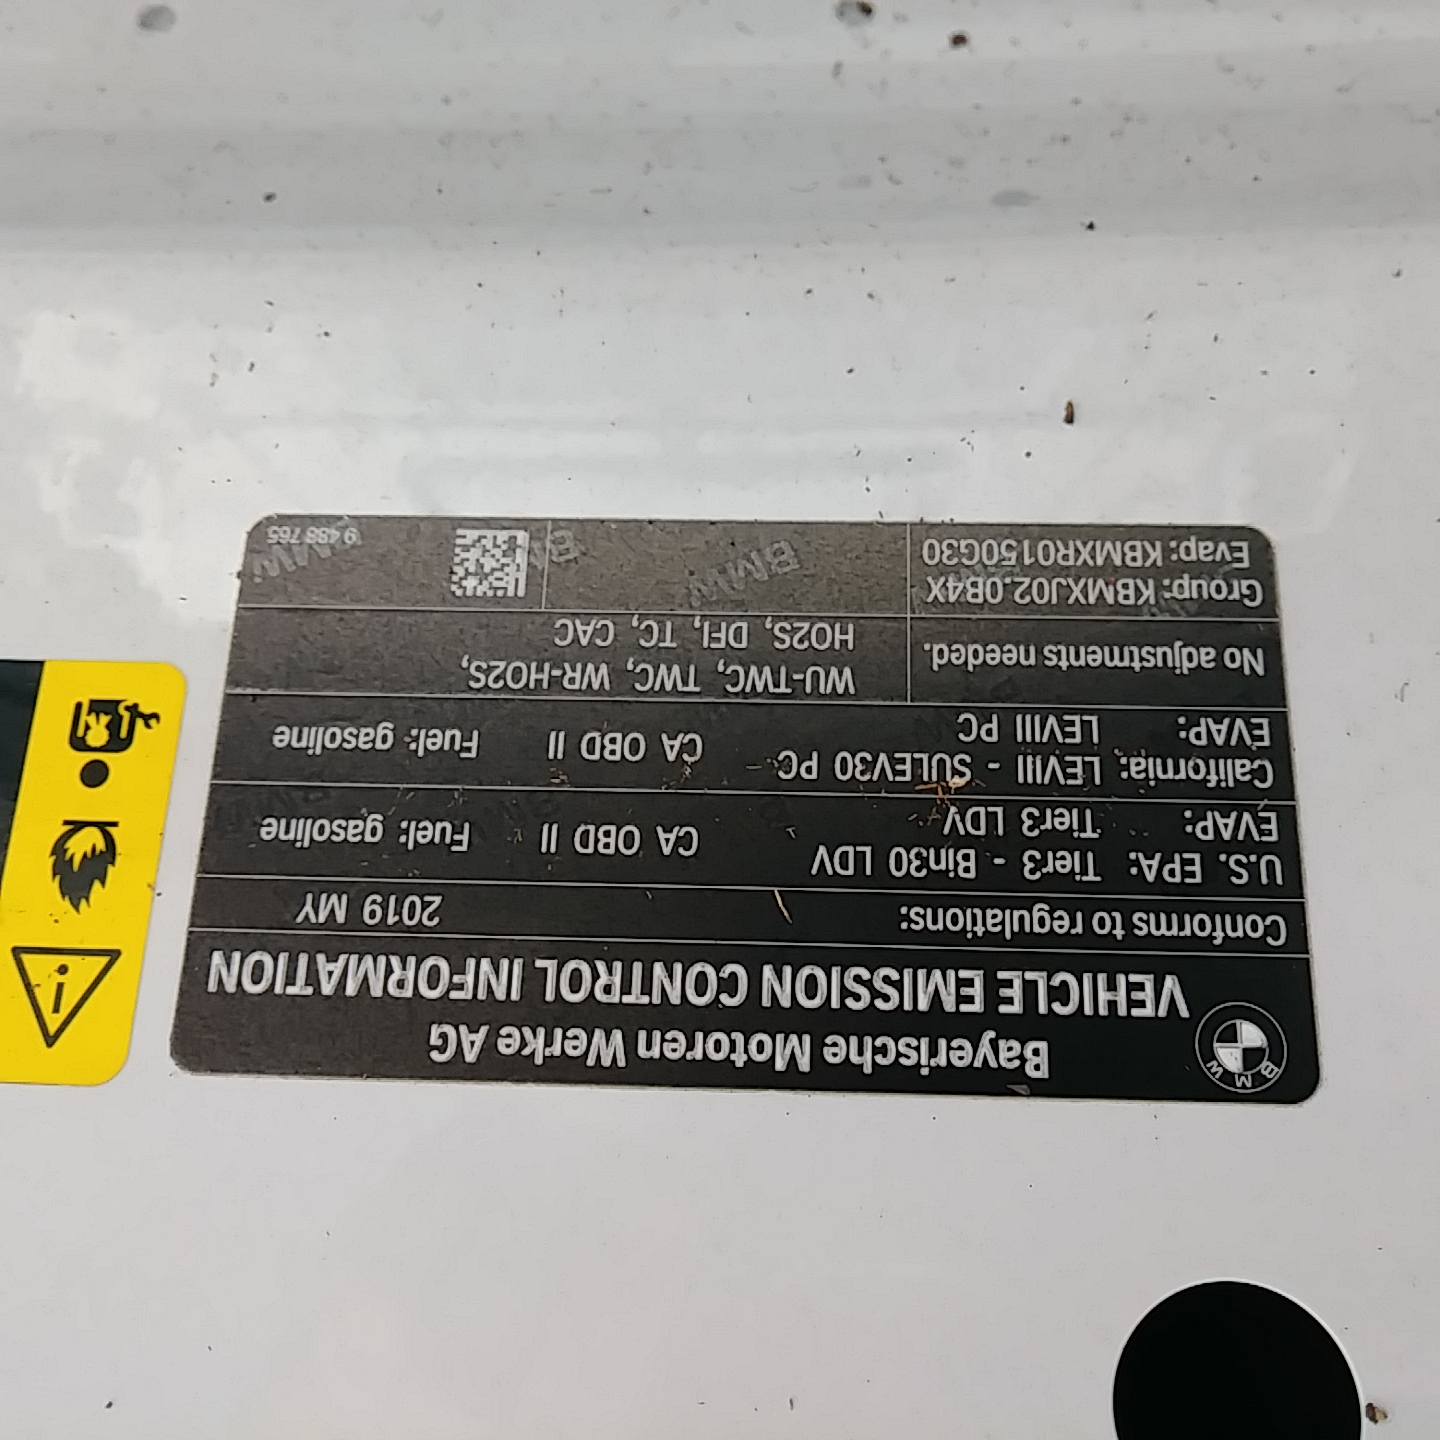 BMW
Bayerische Motoren Werke AG
VEHICLE EMISSION CONTROL INFORMATION
Conforms to regulations: 2019 MY
U.S. EPA: Tier3 - Bin30 LDV CA OBD II Fuel: gasoline
EVAP: Tier3 LDV
California: LEVIII - SULEV30 PC CA OBD II Fuel: gasoline
EVAP: LEVIII PC
No adjustments needed.
WU-TWC, TWC, WR-HO2S,
HO2S, DFI, TC, CAC
Group: KBMXJ02.0B4X
Evap: KBMXR0150G30
BMW
BMW
9 488 765